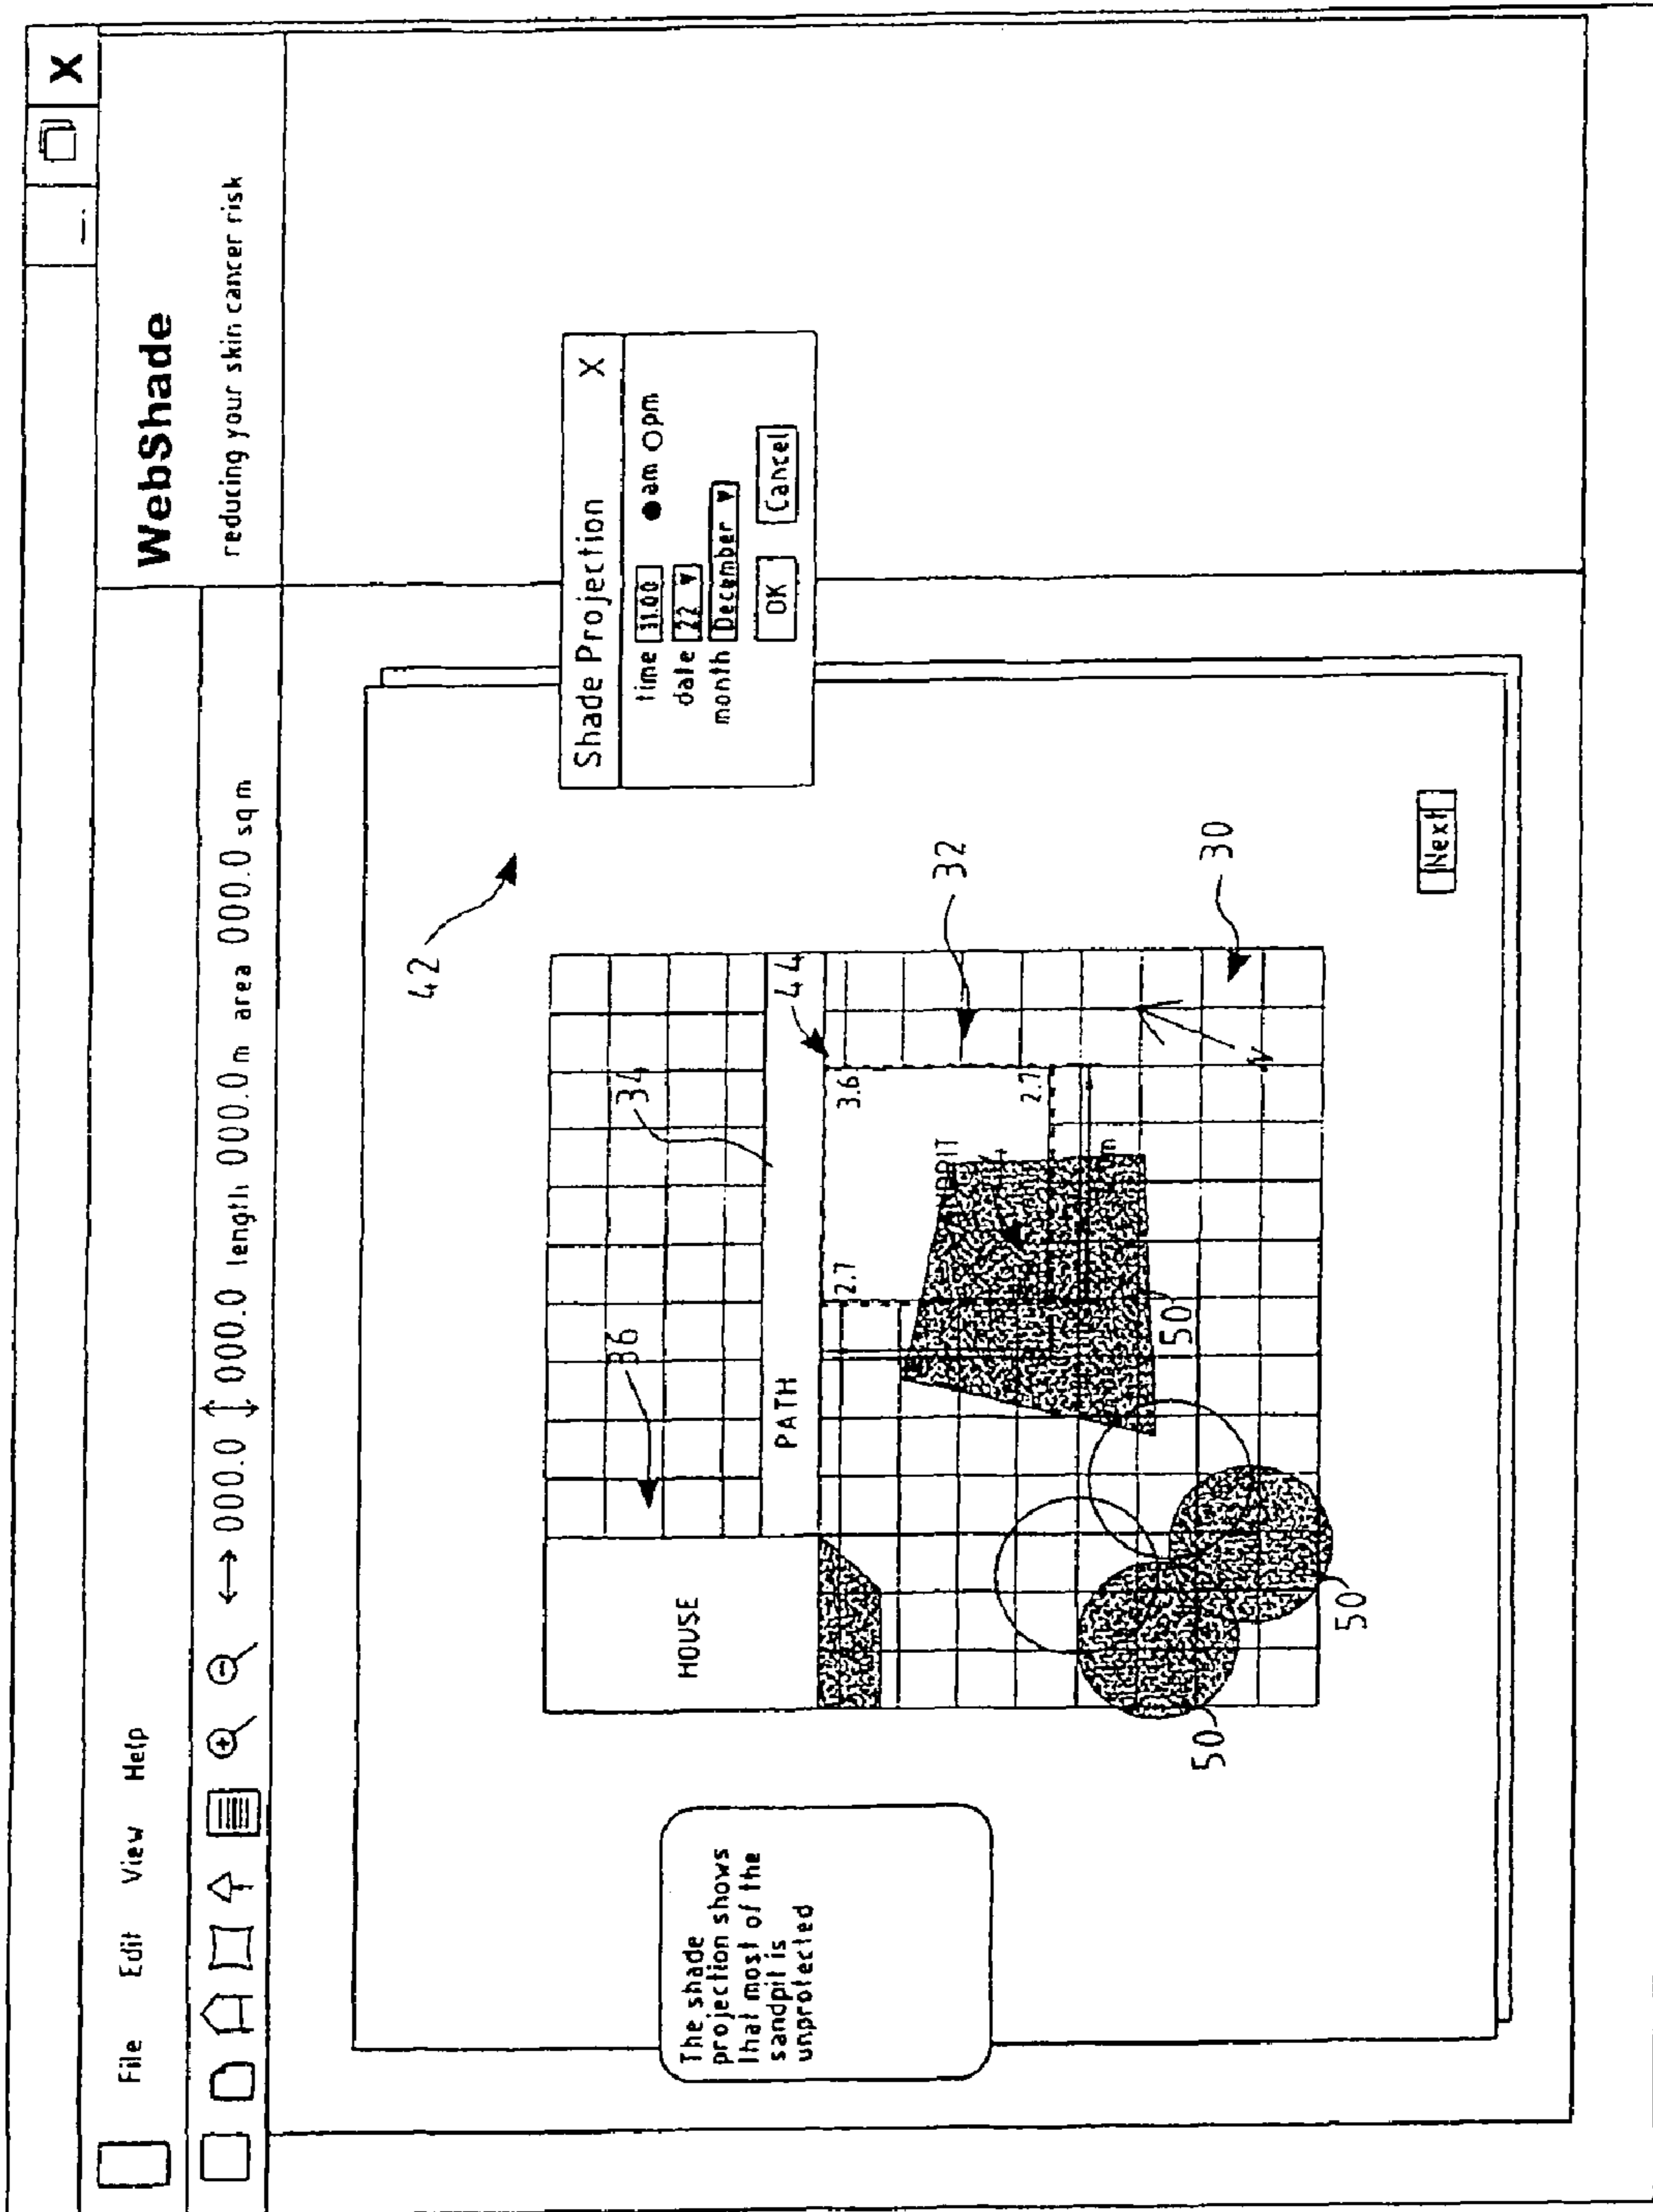 X
WebShade
File Edit View Help
reducing your skin cancer risk
000.0 000.0 length 000.0 m area 000.0 sq m
42
Shade Projection X
time 11.00 am pm
date 22
month December
OK Cancel
36
34
44
HOUSE
PATH
2.7
3.6
32
2.7
The shade
projection shows
that most of the
sandpit is
unprotected
50
30
50
50
Next